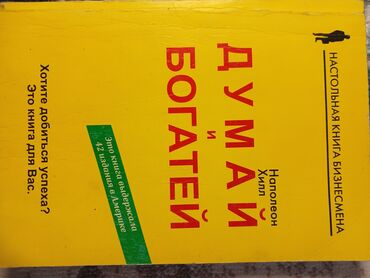 НАСТОЛЬНАЯ КНИГА БИЗНЕСМЕНА
Наполеон
Хилл
ДУМАЙ
И
БОГАТЕЙ
Это книга выдержала
42 издания в Америке
Хотите добиться успеха?
Это книга для Вас.